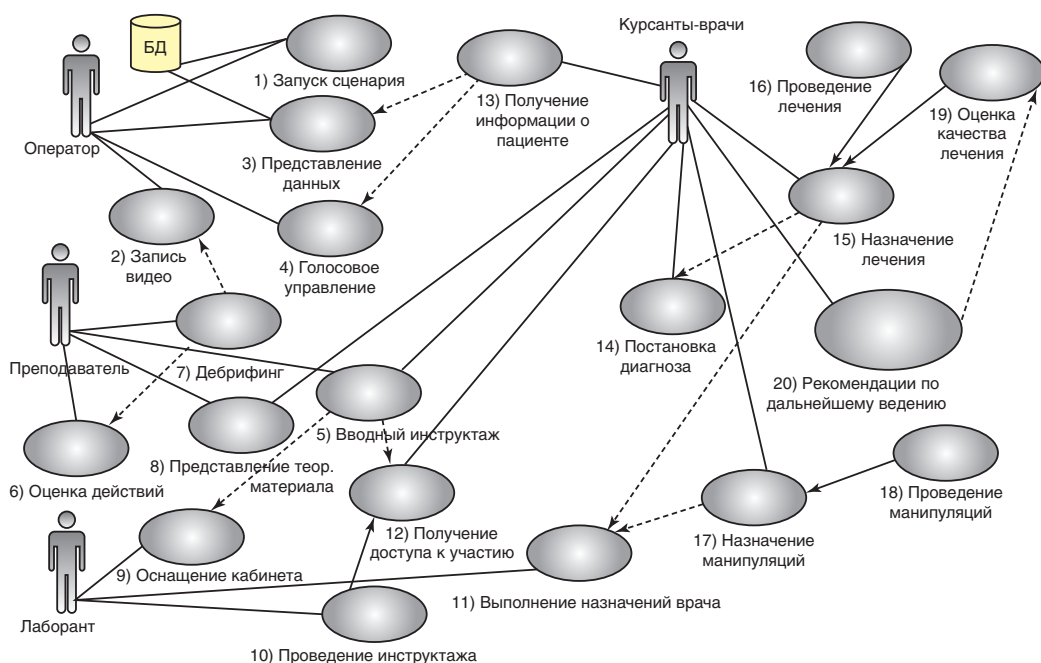 БД
Курсанты-врачи
1) Запуск сценария
Оператор
3) Представление
данных
13) Получение
информации о
пациенте
16) Проведение
лечения
19) Оценка
качества
лечения
2) Запись
видео
4) Голосовое
управление
15) Назначение
лечения
Преподаватель
7) Дебрифинг
14) Постановка
диагноза
20) Рекомендации по
дальнейшему ведению
5) Вводный инструктаж
6) Оценка действий
8) Представление теор.
материала
12) Получение
доступа к участию
18) Проведение
манипуляций
17) Назначение
манипуляций
9) Оснащение кабинета
11) Выполнение назначений врача
Лаборант
10) Проведение инструктажа